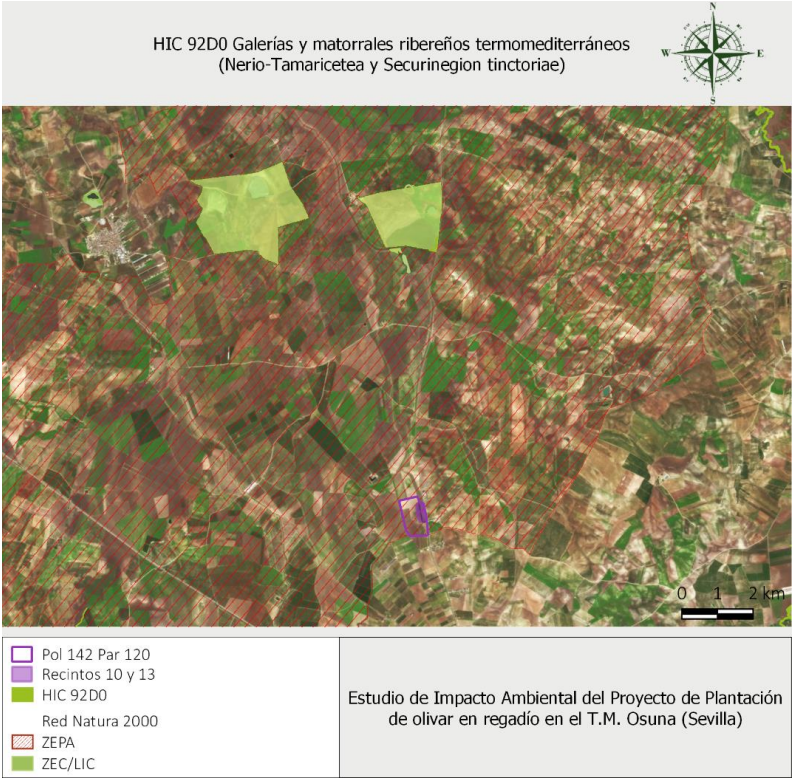 HIC 92D0 Galerías y matorrales ribereños termomediterráneos
(Nerio-Tamaricetea y Securinegion tinctoriae)
N
W
E
S
0 1 2 km
Pol 142 Par 120
Recintos 10 y 13
HIC 92D0
Red Natura 2000
ZEPA
ZEC/LIC
Estudio de Impacto Ambiental del Proyecto de Plantación
de olivar en regadío en el T.M. Osuna (Sevilla)